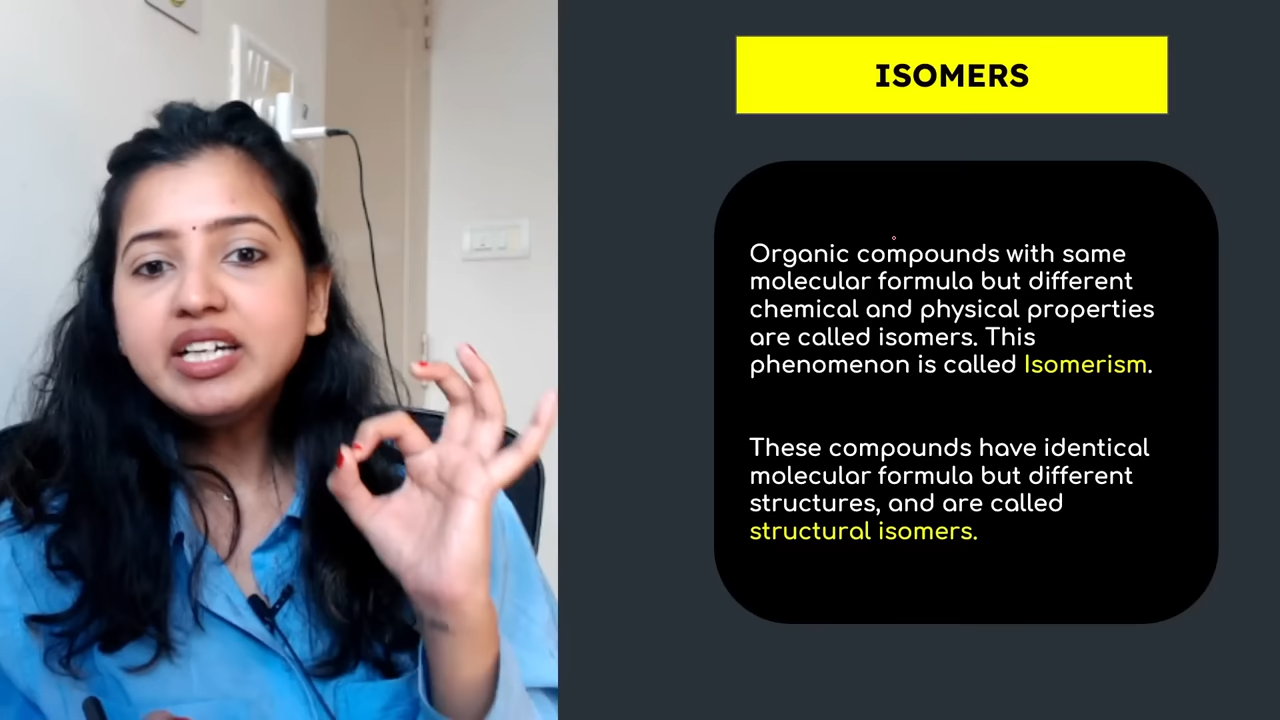 ISOMERS
Organic compounds with same
molecular formula but different
chemical and physical properties
are called isomers. This
phenomenon is called Isomerism.
These compounds have identical
molecular formula but different
structures, and are called
structural isomers.